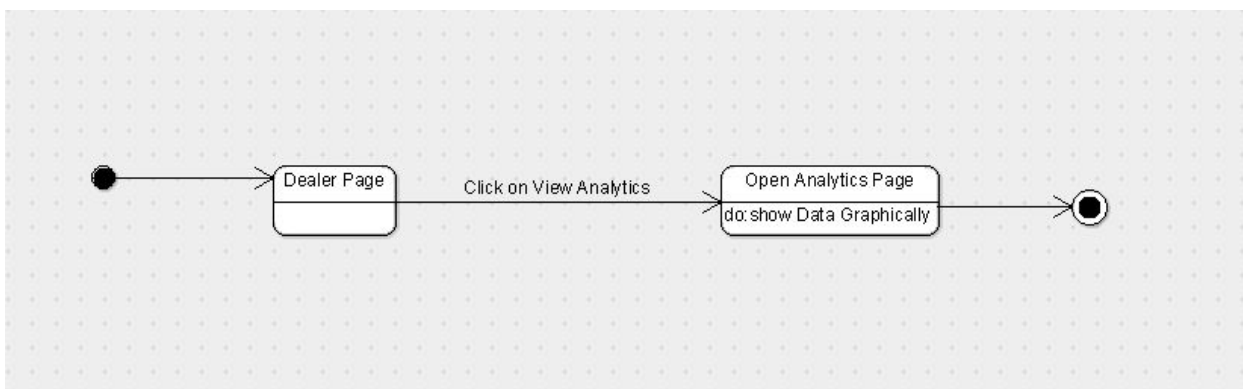 Dealer Page
Click on View Analytics
Open Analytics Page
do:show Data Graphically